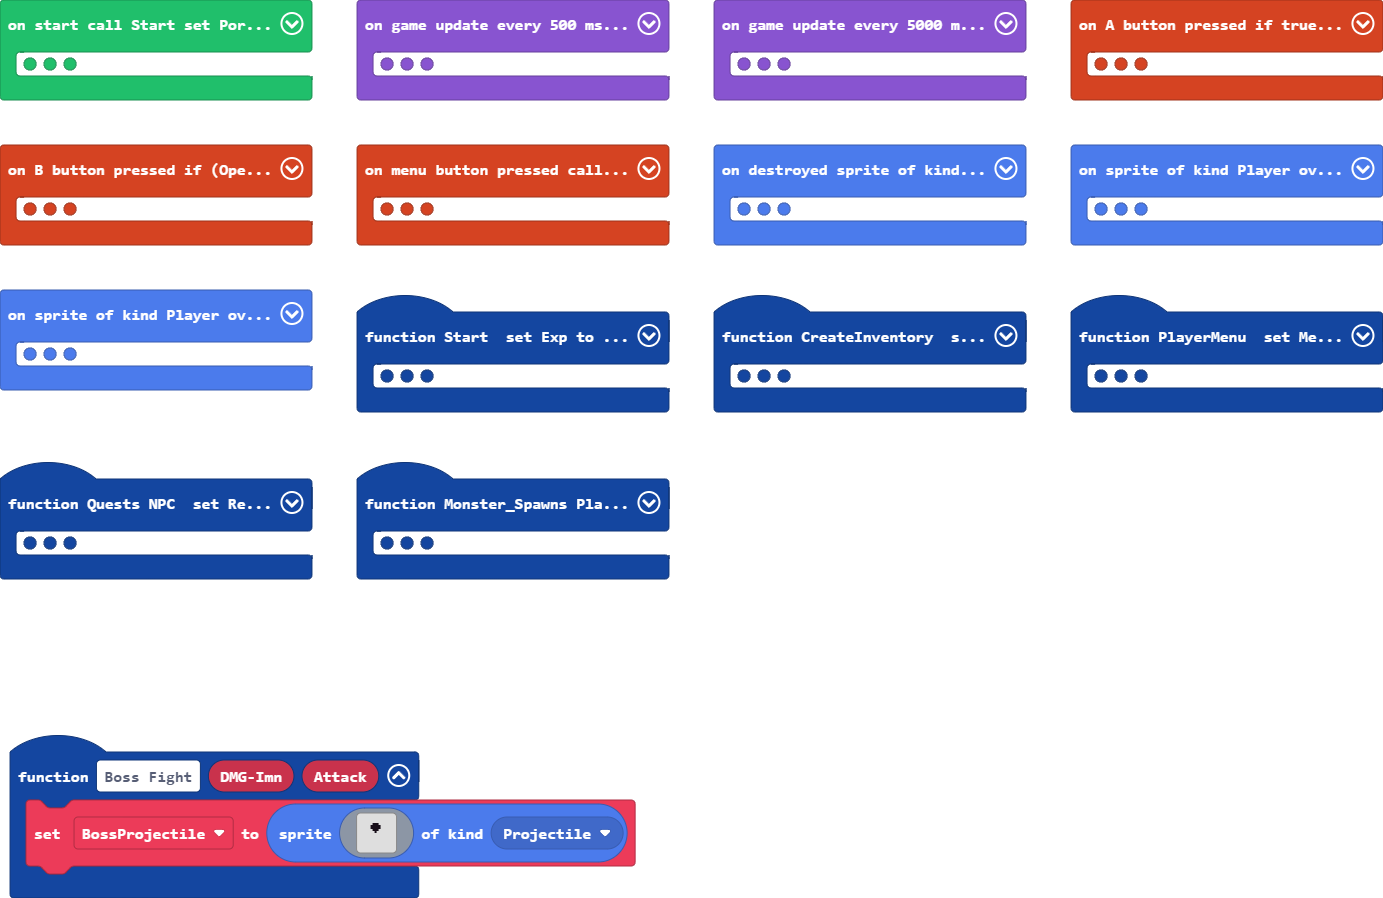 on start call Start set Por...
on game update every 500 ms...
on game update every 5000 m...
on A button pressed if true...
on B button pressed if (Ope...
on menu button pressed call...
on destroyed sprite of kind...
on sprite of kind Player ov...
on sprite of kind Player ov...
function Start set Exp to ...
function CreateInventory s...
function PlayerMenu set Me...
function Quests NPC set Re...
function Monster_Spawns Pla...
function Boss Fight DMG-Imn Attack
set BossProjectile to sprite of kind Projectile